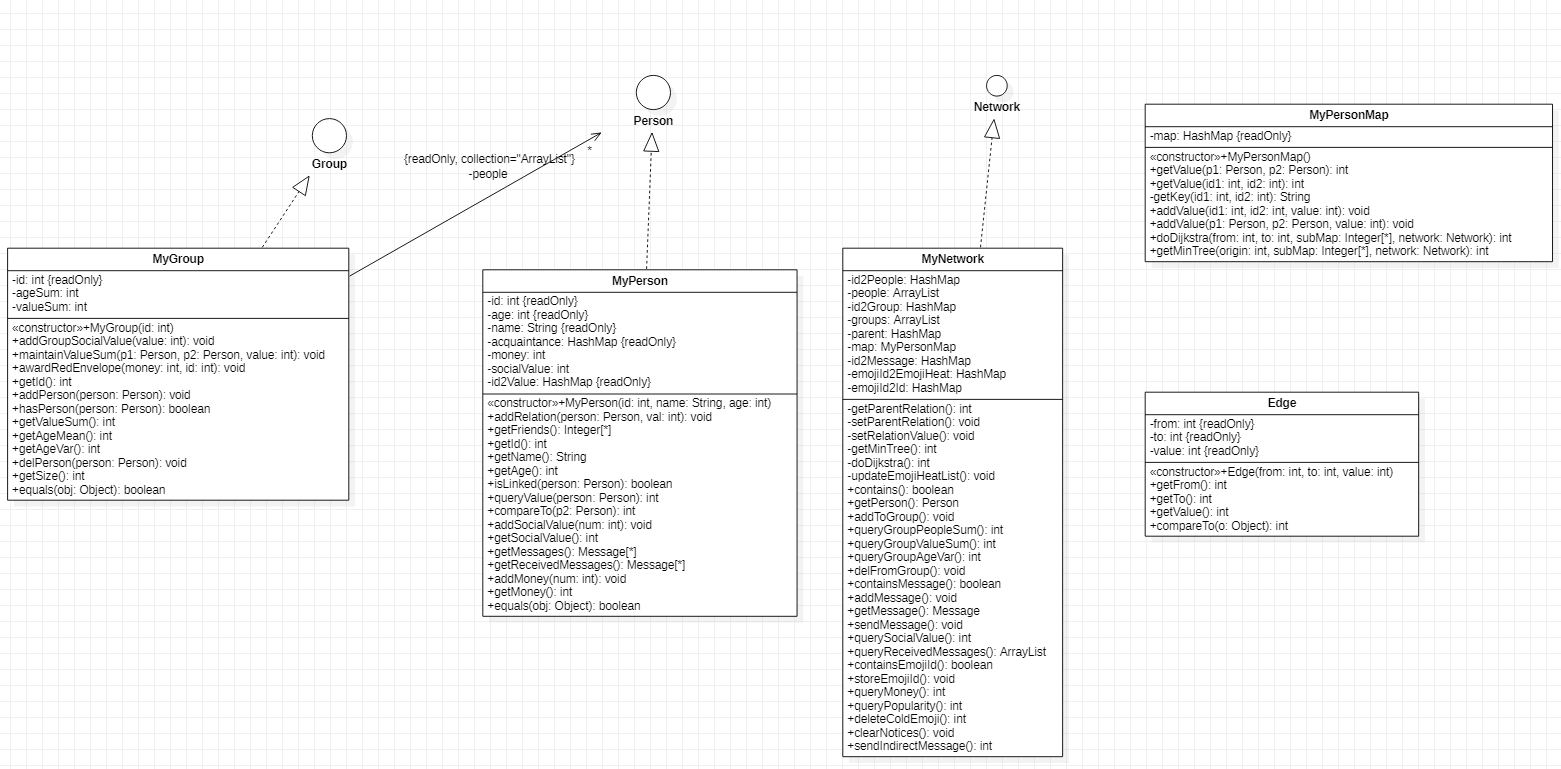 Group
{readOnly, collection="ArrayList"}
*
-people
Person
Network
MyGroup
-id: int {readOnly}
-ageSum: int
-valueSum: int
«constructor»+MyGroup(id: int)
+addGroupSocialValue(value: int): void
+maintainValueSum(p1: Person, p2: Person, value: int): void
+awardRedEnvelope(money: int, id: int): void
+getId(): int
+addPerson(person: Person): void
+hasPerson(person: Person): boolean
+getValueSum(): int
+getAgeMean(): int
+getAgeVar(): int
+delPerson(person: Person): void
+getSize(): int
+equals(obj: Object): boolean
MyPerson
-id: int {readOnly}
-age: int {readOnly}
-name: String {readOnly}
-acquaintance: HashMap {readOnly}
-money: int
-socialValue: int
-id2Value: HashMap {readOnly}
«constructor»+MyPerson(id: int, name: String, age: int)
+addRelation(person: Person, val: int): void
+getFriends(): Integer[*]
+getId(): int
+getName(): String
+getAge(): int
+isLinked(person: Person): boolean
+queryValue(person: Person): int
+compareTo(p2: Person): int
+addSocialValue(num: int): void
+getSocialValue(): int
+getMessages(): Message[*]
+getReceivedMessages(): Message[*]
+addMoney(num: int): void
+getMoney(): int
+equals(obj: Object): boolean
MyNetwork
-id2People: HashMap
-people: ArrayList
-id2Group: HashMap
-groups: ArrayList
-parent: HashMap
-map: MyPersonMap
-id2Message: HashMap
-emojiId2EmojiHeat: HashMap
-emojiId2Id: HashMap
-getParentRelation(): int
-setParentRelation(): void
-setRelationValue(): void
-getMinTree(): int
-doDijkstra(): int
-updateEmojiHeatList(): void
+contains(): boolean
+getPerson(): Person
+addToGroup(): void
+queryGroupPeopleSum(): int
+queryGroupValueSum(): int
+queryGroupAgeVar(): int
+delFromGroup(): void
+containsMessage(): boolean
+addMessage(): void
+getMessage(): Message
+sendMessage(): void
+querySocialValue(): int
+queryReceivedMessages(): ArrayList
+containsEmojiId(): boolean
+storeEmojiId(): void
+queryMoney(): int
+queryPopularity(): int
+deleteColdEmoji(): int
+clearNotices(): void
+sendIndirectMessage(): int
MyPersonMap
-map: HashMap {readOnly}
«constructor»+MyPersonMap()
+getValue(p1: Person, p2: Person): int
+getValue(id1: int, id2: int): int
-getKey(id1: int, id2: int): String
+addValue(id1: int, id2: int, value: int): void
+addValue(p1: Person, p2: Person, value: int): void
+doDijkstra(from: int, to: int, subMap: Integer[*], network: Network): int
+getMinTree(origin: int, subMap: Integer[*], network: Network): int
Edge
-from: int {readOnly}
-to: int {readOnly}
-value: int {readOnly}
«constructor»+Edge(from: int, to: int, value: int)
+getFrom(): int
+getTo(): int
+getValue(): int
+compareTo(o: Object): int